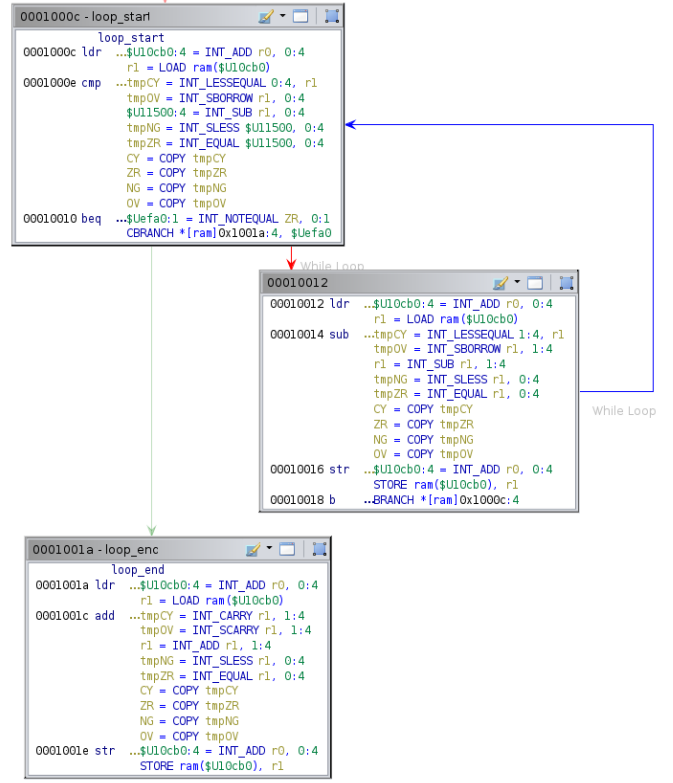 0001000c - loop_start
loop_start
0001000c ldr ...$U10cb0:4 = INT_ADD r0, 0:4
r1 = LOAD ram($U10cb0)
0001000e cmp ...tmpCY = INT_LESSEQUAL 0:4, r1
tmpOV = INT_SBORROW r1, 0:4
$U11500:4 = INT_SUB r1, 0:4
tmpNG = INT_SLESS $U11500, 0:4
tmpZR = INT_EQUAL $U11500, 0:4
CY = COPY tmpCY
ZR = COPY tmpZR
NG = COPY tmpNG
OV = COPY tmpOV
00010010 beq ...$Uefa0:1 = INT_NOTEQUAL ZR, 0:1
CBRANCH *[ram]0x1001a:4, $Uefa0
While Loop
00010012
00010012 ldr ...$U10cb0:4 = INT_ADD r0, 0:4
r1 = LOAD ram($U10cb0)
00010014 sub ...tmpCY = INT_LESSEQUAL 1:4, r1
tmpOV = INT_SBORROW r1, 1:4
r1 = INT_SUB r1, 1:4
tmpNG = INT_SLESS r1, 0:4
tmpZR = INT_EQUAL r1, 0:4
CY = COPY tmpCY
ZR = COPY tmpZR
NG = COPY tmpNG
OV = COPY tmpOV
00010016 str ...$U10cb0:4 = INT_ADD r0, 0:4
STORE ram($U10cb0), r1
00010018 b ...BRANCH *[ram]0x1000c:4
While Loop
0001001a - loop_enc
loop_end
0001001a ldr ...$U10cb0:4 = INT_ADD r0, 0:4
r1 = LOAD ram($U10cb0)
0001001c add ...tmpCY = INT_CARRY r1, 1:4
tmpOV = INT_SCARRY r1, 1:4
r1 = INT_ADD r1, 1:4
tmpNG = INT_SLESS r1, 0:4
tmpZR = INT_EQUAL r1, 0:4
CY = COPY tmpCY
ZR = COPY tmpZR
NG = COPY tmpNG
OV = COPY tmpOV
0001001e str ...$U10cb0:4 = INT_ADD r0, 0:4
STORE ram($U10cb0), r1